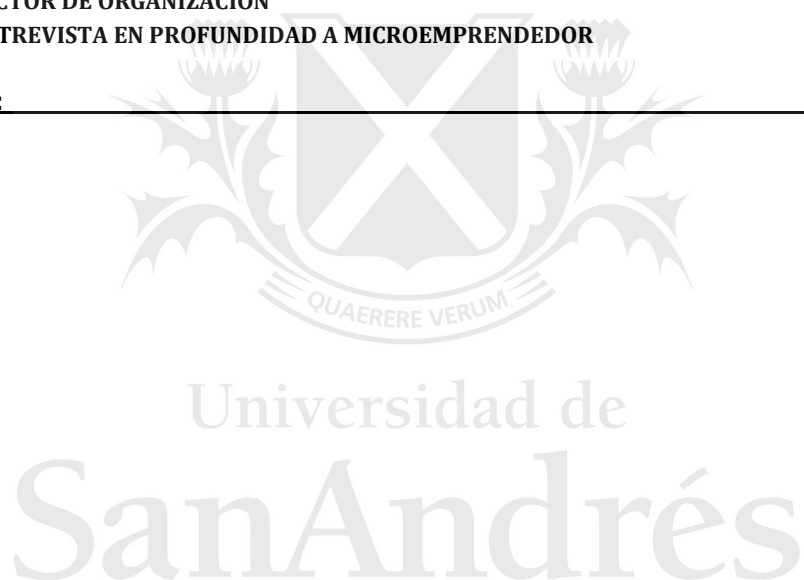 CTOR DE ORGANIZACIÓN
TREVISTA EN PROFUNDIDAD A MICROEMPRENDEDOR
:
QUAERERE VERUM
Universidad de
SanAndrés